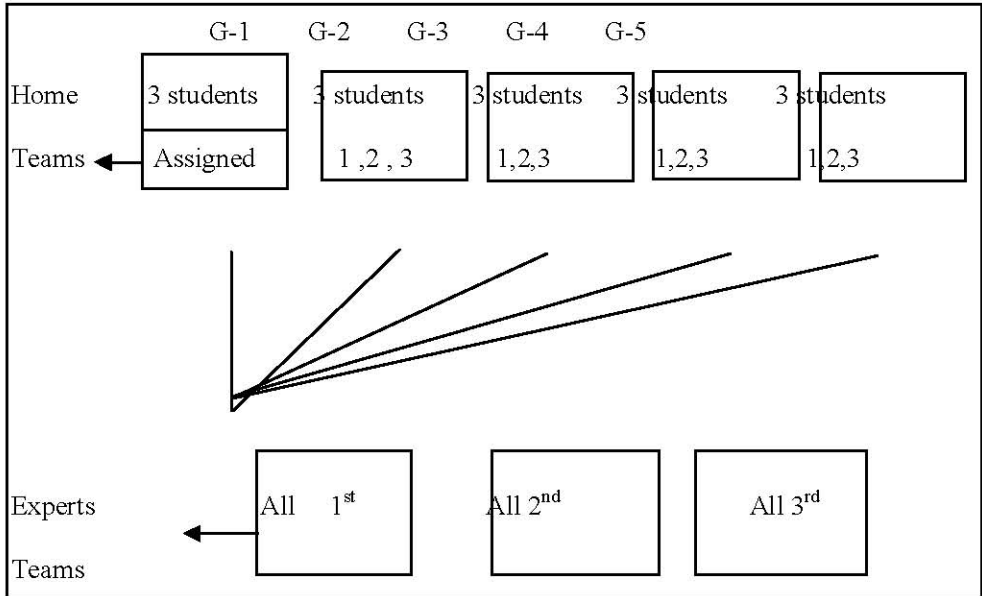 G-1 G-2 G-3 G-4 G-5
Home 3 students 3 students 3 students 3 students 3 students
Teams Assigned 1 ,2 , 3 1,2,3 1,2,3 1,2,3
Experts All 1st All 2nd All 3rd
Teams